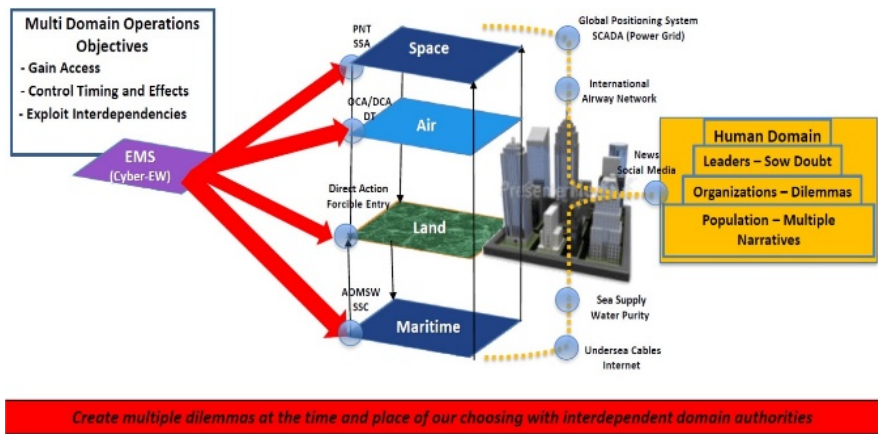 Multi Domain Operations
Objectives
- Gain Access
- Control Timing and Effects
- Exploit Interdependencies
EMS
(Cyber-EW)
PNT
SSA
Space
OCA/DCA
DT
Air
Direct Action
Forcible Entry
Land
AOMSW
SSC
Maritime
Global Positioning System
SCADA (Power Grid)
International
Airway Network
News
Social Media
Sea Supply
Water Purity
Undersea Cables
Internet
Human Domain
Leaders – Sow Doubt
Organizations – Dilemmas
Population – Multiple
Narratives
Create multiple dilemmas at the time and place of our choosing with interdependent domain authorities